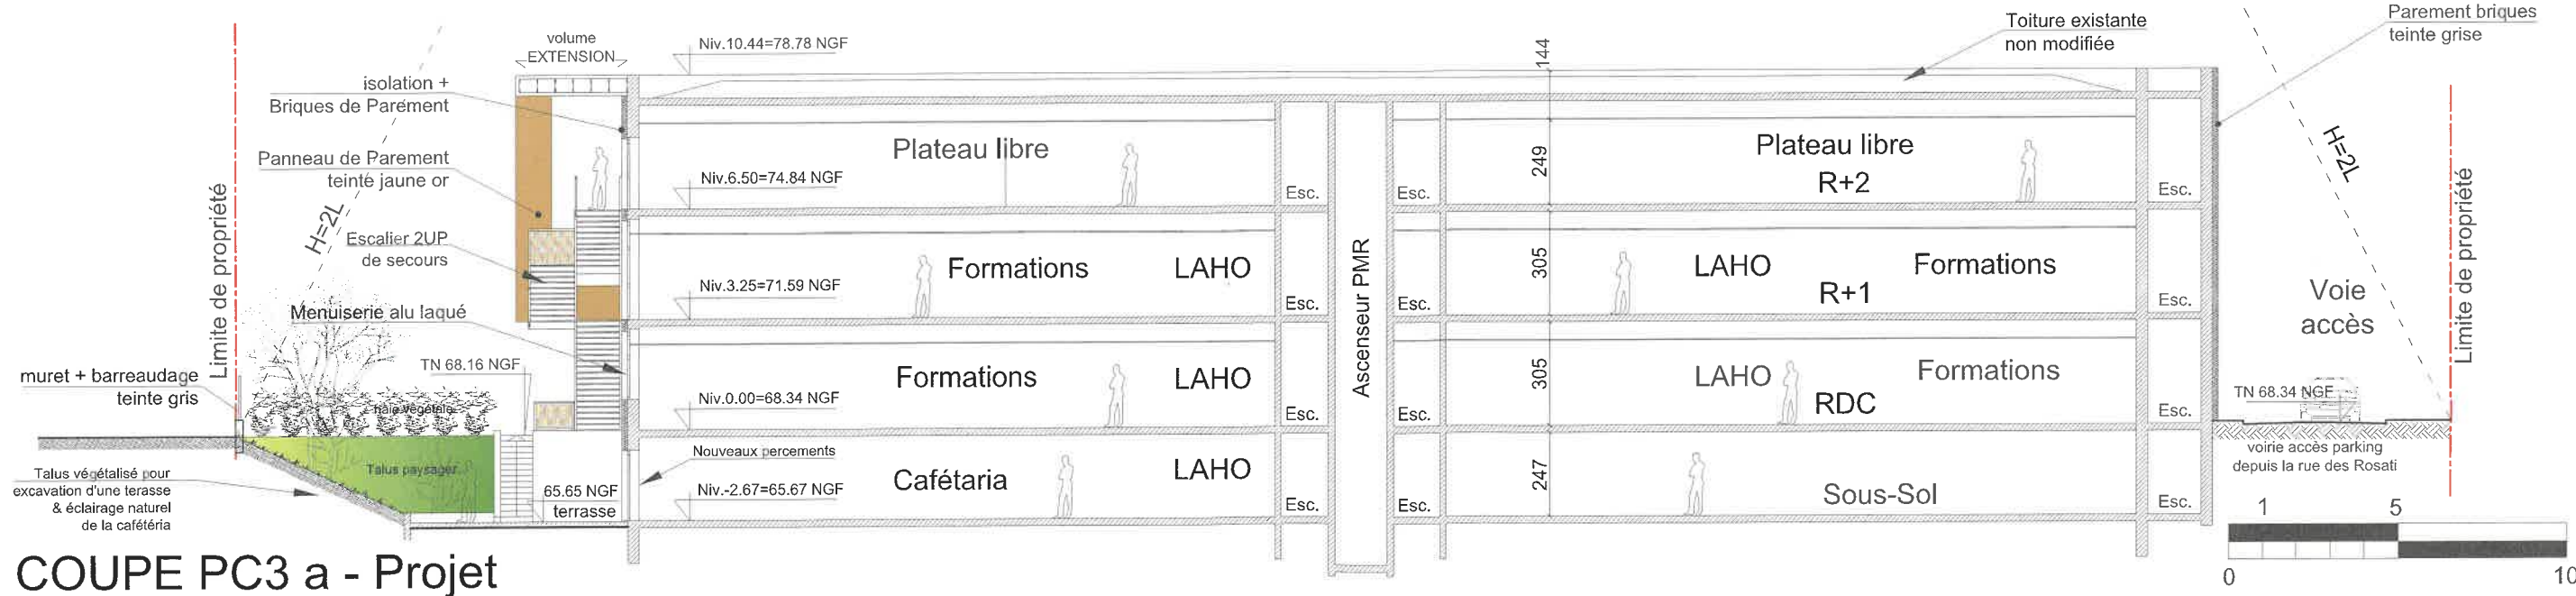 volume
EXTENSION
Niv.10.44=78.78 NGF
144
Toiture existante
non modifiée
Parement briques
teinte grise
isolation +
Briques de Parement
Panneau de Parement
teinte jaune or
Limite de propriété
H=2L
Escalier 2UP
de secours
Menuiserie alu laqué
muret + barreaudage
teinte gris
TN 68.16 NGF
haie végétale
Talus paysager
Talus végétalisé pour
excavation d'une terasse
& éclairage naturel
de la cafétéria
65.65 NGF
terrasse
Plateau libre
Niv.6.50=74.84 NGF
Esc.
Esc.
249
Plateau libre
R+2
Esc.
Formations
LAHO
Niv.3.25=71.59 NGF
Esc.
Ascenseur PMR
Esc.
305
LAHO
Formations
R+1
Esc.
Formations
LAHO
Niv.0.00=68.34 NGF
Esc.
Esc.
305
LAHO
Formations
RDC
Esc.
Nouveaux percements
Cafétaria
LAHO
Niv.-2.67=65.67 NGF
Esc.
Esc.
247
Sous-Sol
Esc.
H=2L
Voie
accès
Limite de propriété
TN 68.34 NGF
voirie accès parking
depuis la rue des Rosati
1
5
0
10
COUPE PC3 a - Projet